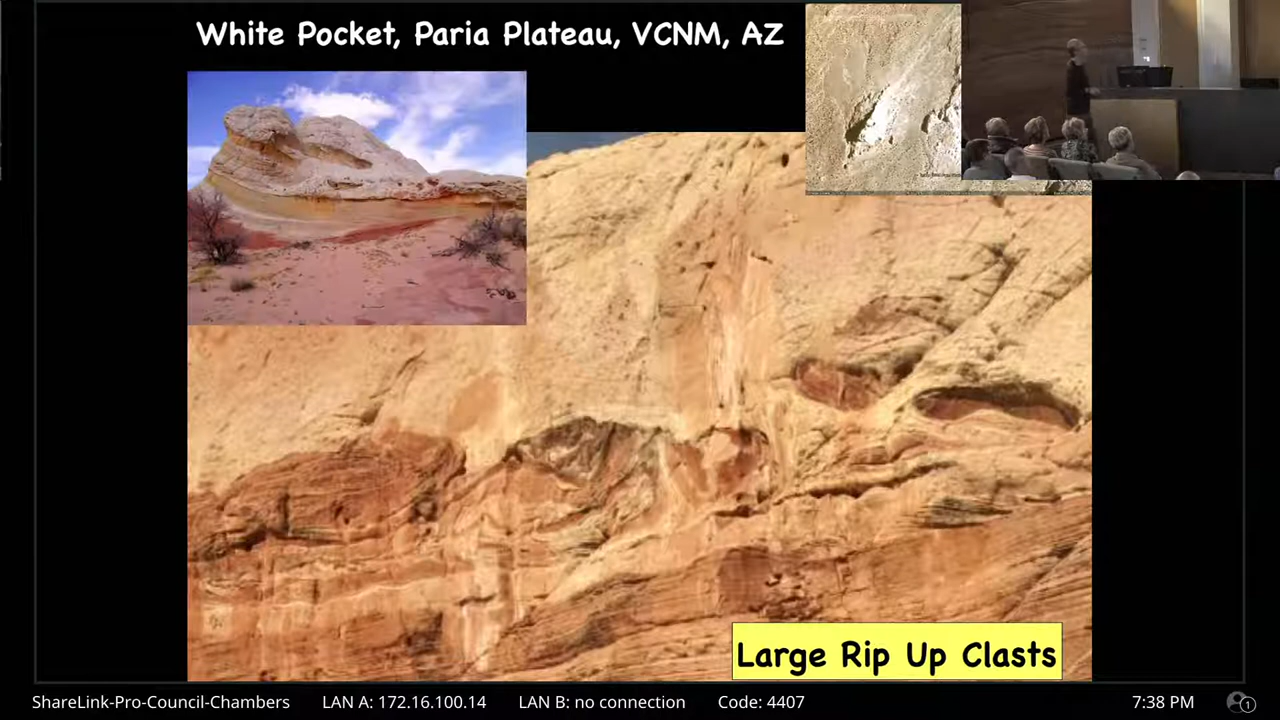 White Pocket, Paria Plateau, VCNM, AZ
Large Rip Up Clasts
ShareLink-Pro-Council-Chambers LAN A: 172.16.100.14 LAN B: no connection Code: 4407 7:38 PM 1